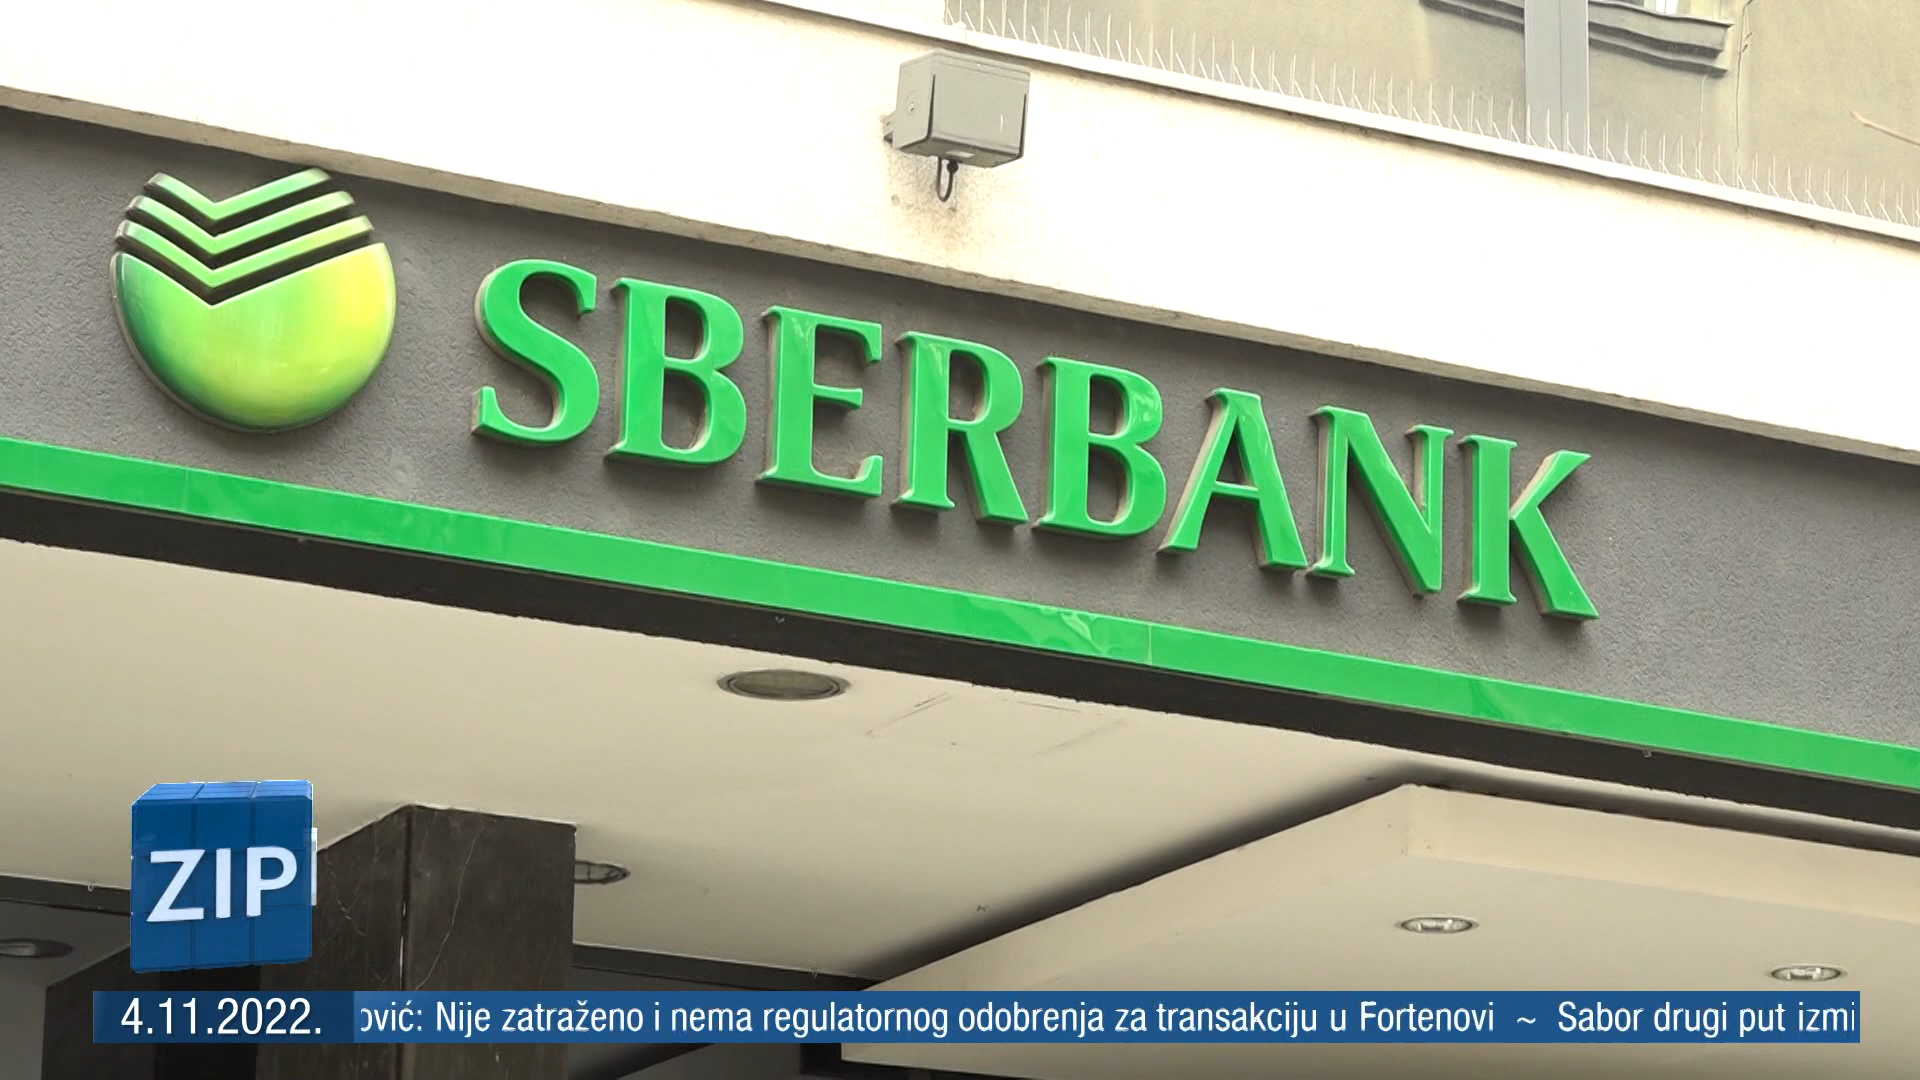 SBERBANK
ZIP
4.11.2022.
ović: Nije zatraženo i nema regulatornog odobrenja za transakciju u Fortenovi ~ Sabor drugi put izmi